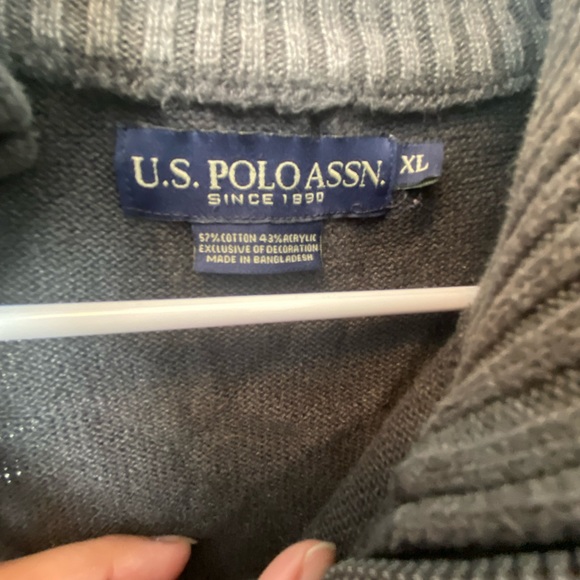 U.S. POLO ASSN.
SINCE 1890
XL
57% COTTON 43% ACRYLIC
EXCLUSIVE OF DECORATION
MADE IN BANGLADESH